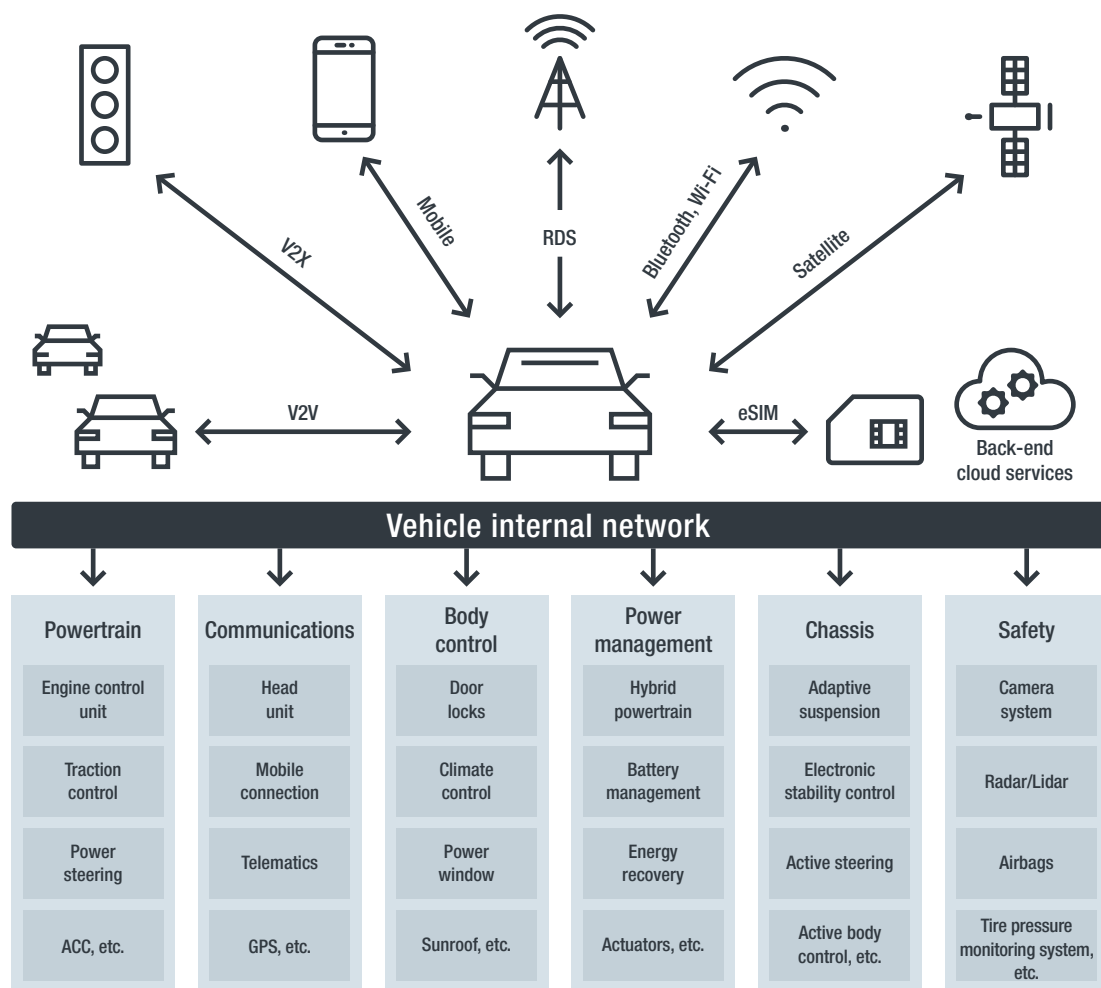 Mobile
RDS
Bluetooth, Wi-Fi
V2X
Satellite
V2V
eSIM
Back-end
cloud services
Vehicle internal network
Powertrain
Engine control
unit
Traction
control
Power
steering
ACC, etc.
Communications
Head
unit
Mobile
connection
Telematics
GPS, etc.
Body
control
Door
locks
Climate
control
Power
window
Sunroof, etc.
Power
management
Hybrid
powertrain
Battery
management
Energy
recovery
Actuators, etc.
Chassis
Adaptive
suspension
Electronic
stability control
Active steering
Active body
control, etc.
Safety
Camera
system
Radar/Lidar
Airbags
Tire pressure
monitoring system,
etc.